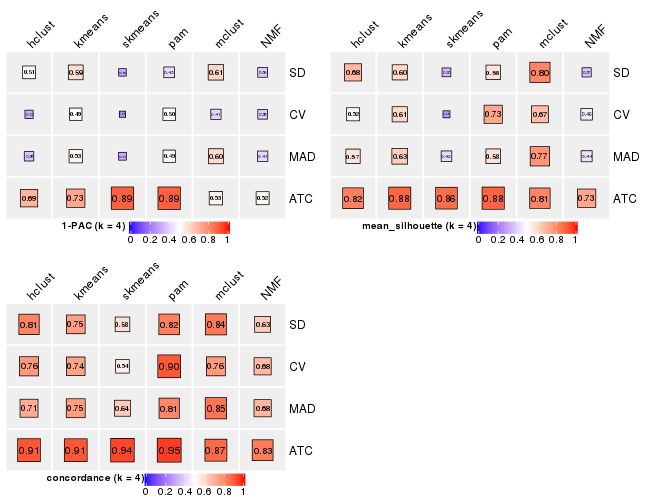 hclust kmeans skmeans pam mclust NMF
0.51 0.59 0.61 SD
0.49 0.50 CV
0.53 0.49 0.60 MAD
0.69 0.73 0.89 0.89 0.53 0.52 ATC
1-PAC (k = 4)
0 0.2 0.4 0.6 0.8 1
hclust kmeans skmeans pam mclust NMF
0.68 0.60 0.58 0.80 SD
0.52 0.61 0.73 0.67 CV
0.57 0.63 0.58 0.77 MAD
0.82 0.88 0.86 0.88 0.81 0.73 ATC
mean_silhouette (k = 4)
0 0.2 0.4 0.6 0.8 1
hclust kmeans skmeans pam mclust NMF
0.81 0.75 0.58 0.82 0.84 0.63 SD
0.76 0.74 0.54 0.90 0.76 0.68 CV
0.71 0.75 0.64 0.81 0.85 0.68 MAD
0.91 0.91 0.94 0.95 0.87 0.83 ATC
concordance (k = 4)
0 0.2 0.4 0.6 0.8 1